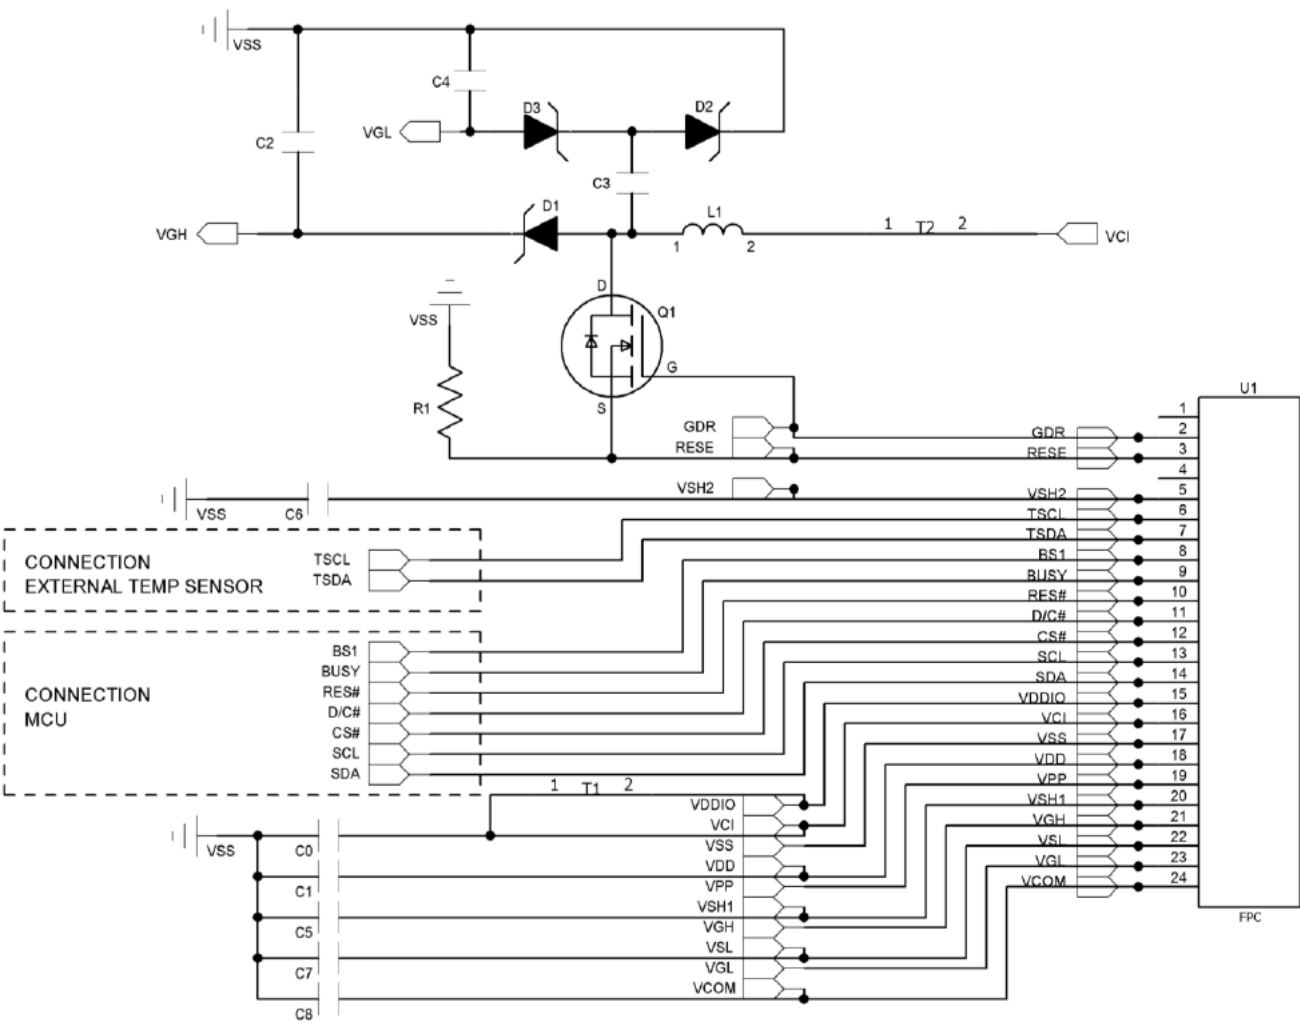 VSS
C4
D3
D2
VGL
C2
C3
D1
L1
1 T2 2
VGH
1
2
VCI
D
VSS
Q1
G
U1
R1
S
1
GDR
GDR
2
RESE
RESE
3
4
VSH2
VSH2
5
VSS
C6
TSCL
6
TSDA
7
CONNECTION
EXTERNAL TEMP SENSOR
TSCL
TSDA
BS1
8
BUSY
9
RES#
10
D/C#
11
CS#
12
CONNECTION
MCU
BS1
BUSY
RES#
D/C#
CS#
SCL
SDA
SCL
13
SDA
14
VDDIO
15
VCI
16
VSS
17
VDD
18
VPP
19
VSH1
20
VGH
21
VSL
22
VGL
23
VCOM
24
FPC
1 T1 2
VDDIO
VCI
VSS
VSS
C0
VDD
C1
VPP
VSH1
C5
VGH
VSL
C7
VGL
VCOM
C8